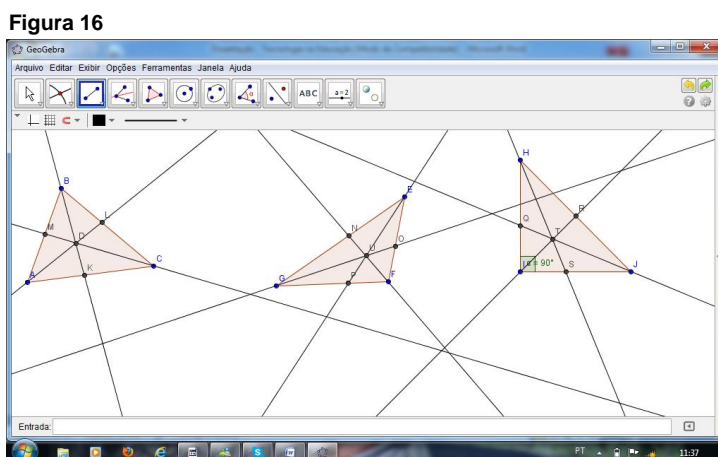 Figura 16
GeoGebra
Arquivo Editar Exibir Opções Ferramentas Janela Ajuda
ABC a=2
B
L
M
D
C
K
A
E
N
O
U
G
P
F
H
R
Q
T
I α = 90°
S
J
Entrada:
PT 11:37